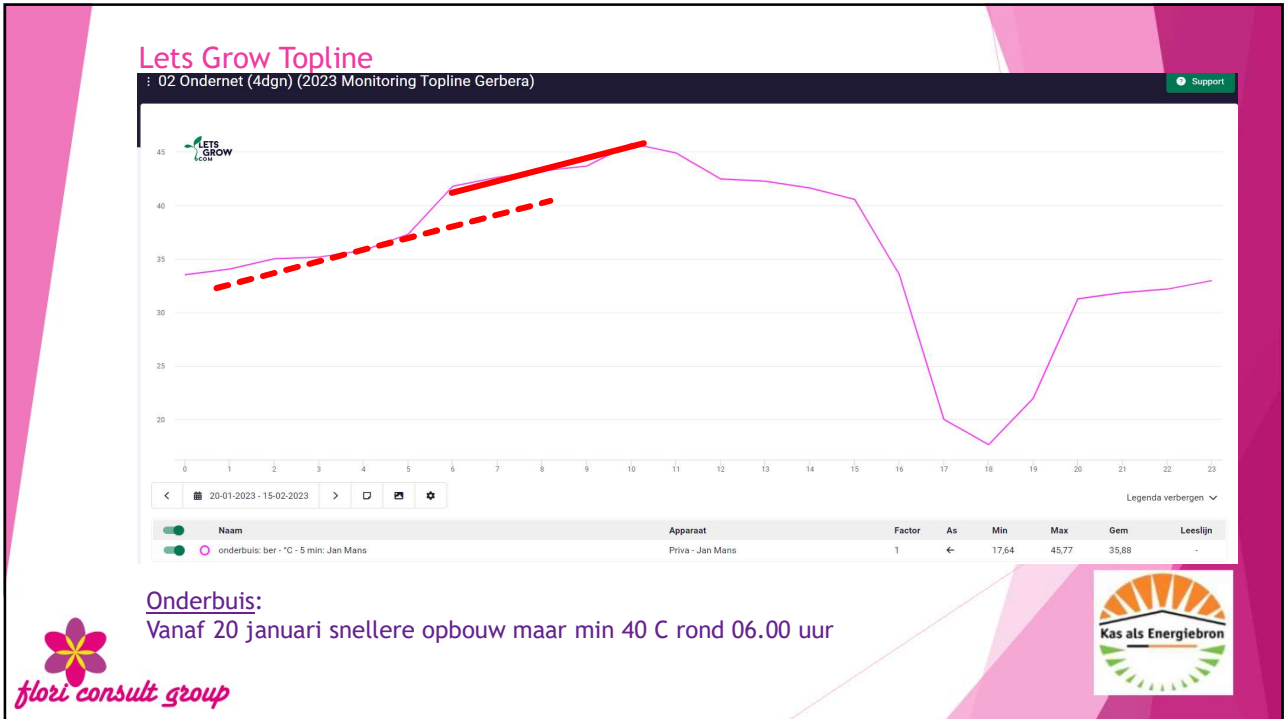 Lets Grow Topline
⋮ 02 Ondernet (4dgn) (2023 Monitoring Topline Gerbera)
? Support
LETS
GROW
.COM
45
40
35
30
25
20
0 1 2 3 4 5 6 7 8 9 10 11 12 13 14 15 16 17 18 19 20 21 22 23
20-01-2023 - 15-02-2023
Legenda verbergen
Naam Apparaat Factor As Min Max Gem Leeslijn
onderbuis: ber - °C - 5 min: Jan Mans Priva - Jan Mans 1 ← 17,64 45,77 35,88 -
Onderbuis:
Vanaf 20 januari snellere opbouw maar min 40 C rond 06.00 uur
flori consult group
Kas als Energiebron